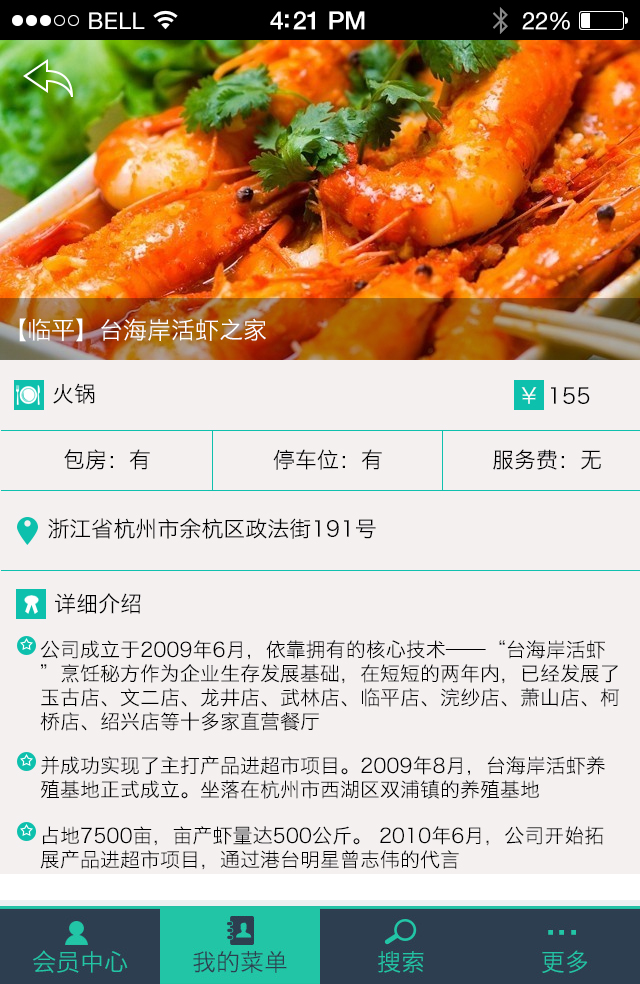 BELL 4:21 PM 22%
【临平】台海岸活虾之家
火锅 ¥ 155
包房：有 停车位：有 服务费：无
浙江省杭州市余杭区政法街191号
详细介绍
公司成立于2009年6月，依靠拥有的核心技术——“台海岸活虾
”烹饪秘方作为企业生存发展基础，在短短的两年内，已经发展了
玉古店、文二店、龙井店、武林店、临平店、浣纱店、萧山店、柯
桥店、绍兴店等十多家直营餐厅
并成功实现了主打产品进超市项目。2009年8月，台海岸活虾养
殖基地正式成立。坐落在杭州市西湖区双浦镇的养殖基地
占地7500亩，亩产虾量达500公斤。 2010年6月，公司开始拓
展产品进超市项目，通过港台明星曾志伟的代言
会员中心 我的菜单 搜索 更多